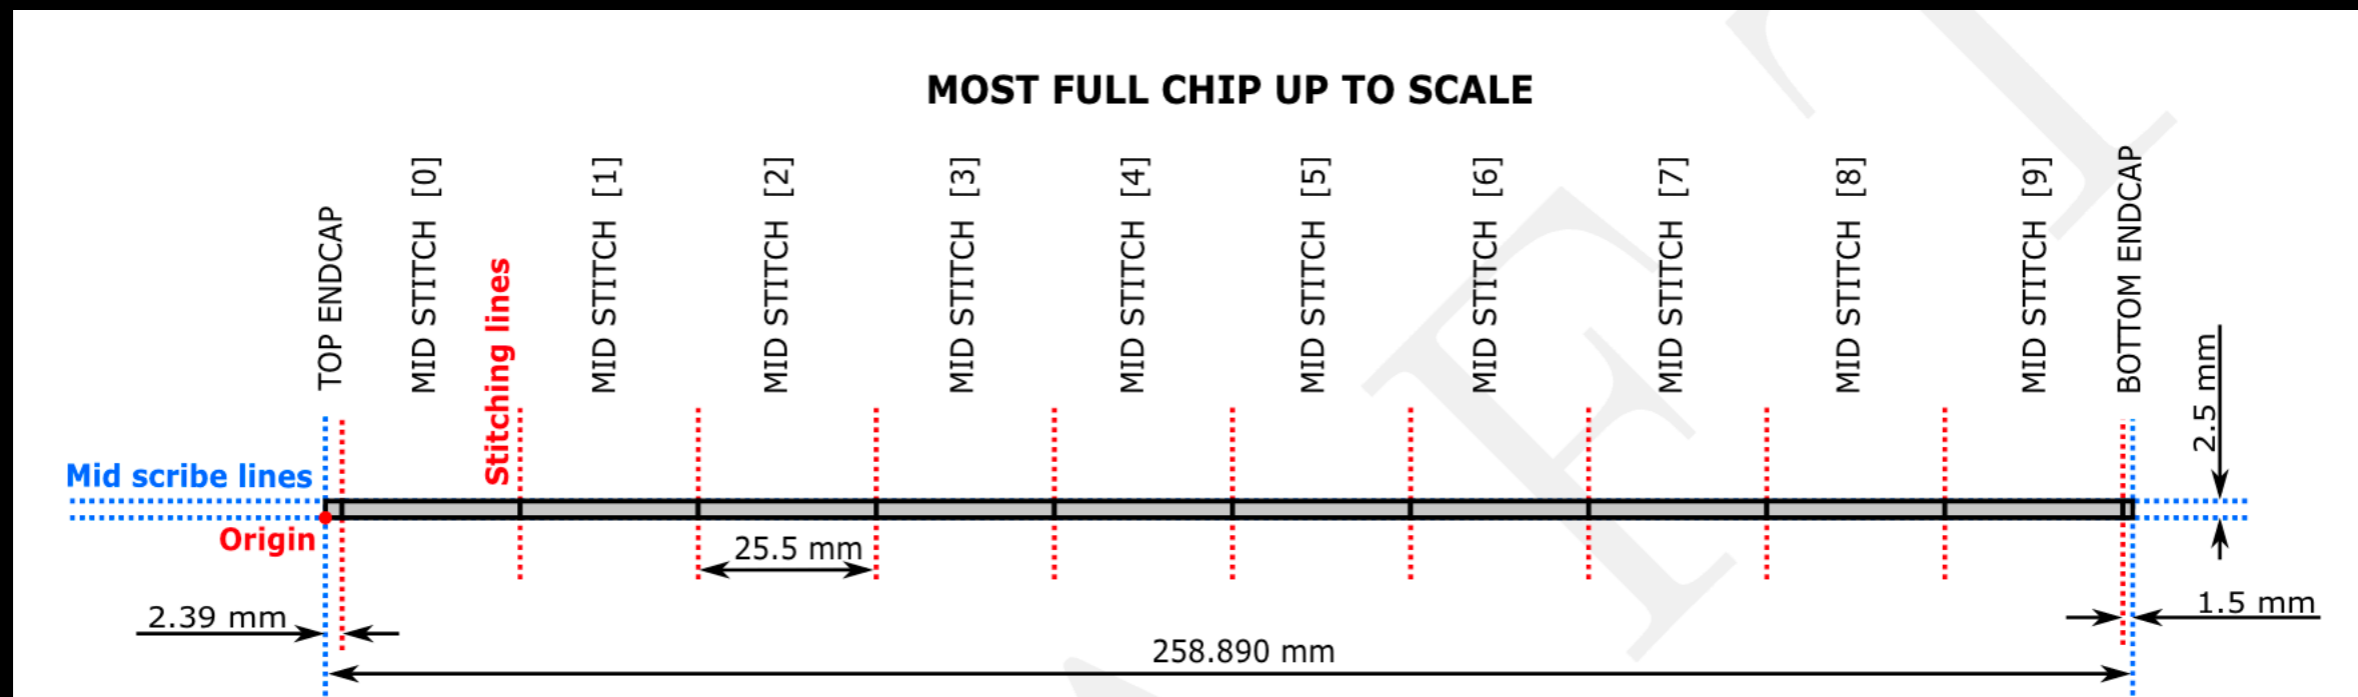 MOST FULL CHIP UP TO SCALE
TOP ENDCAP
MID STITCH [0]
Stitching lines
MID STITCH [1]
MID STITCH [2]
MID STITCH [3]
MID STITCH [4]
MID STITCH [5]
MID STITCH [6]
MID STITCH [7]
MID STITCH [8]
MID STITCH [9]
BOTTOM ENDCAP
2.5 mm
Mid scribe lines
Origin
25.5 mm
2.39 mm
1.5 mm
258.890 mm
F T